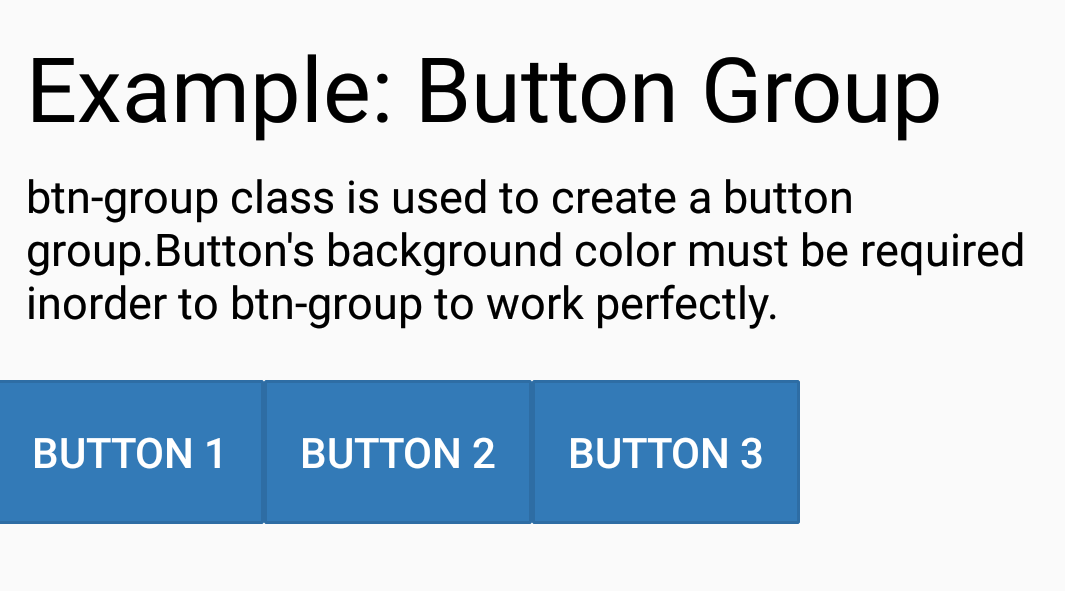 Example: Button Group
btn-group class is used to create a button
group.Button's background color must be required
inorder to btn-group to work perfectly.
BUTTON 1 BUTTON 2 BUTTON 3